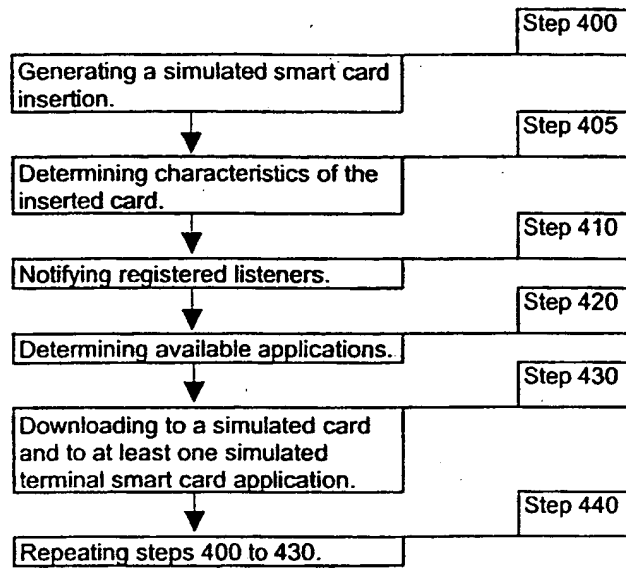 Step 400
Generating a simulated smart card
insertion.
Step 405
Determining characteristics of the
inserted card.
Step 410
Notifying registered listeners.
Step 420
Determining available applications.
Step 430
Downloading to a simulated card
and to at least one simulated
terminal smart card application.
Step 440
Repeating steps 400 to 430.